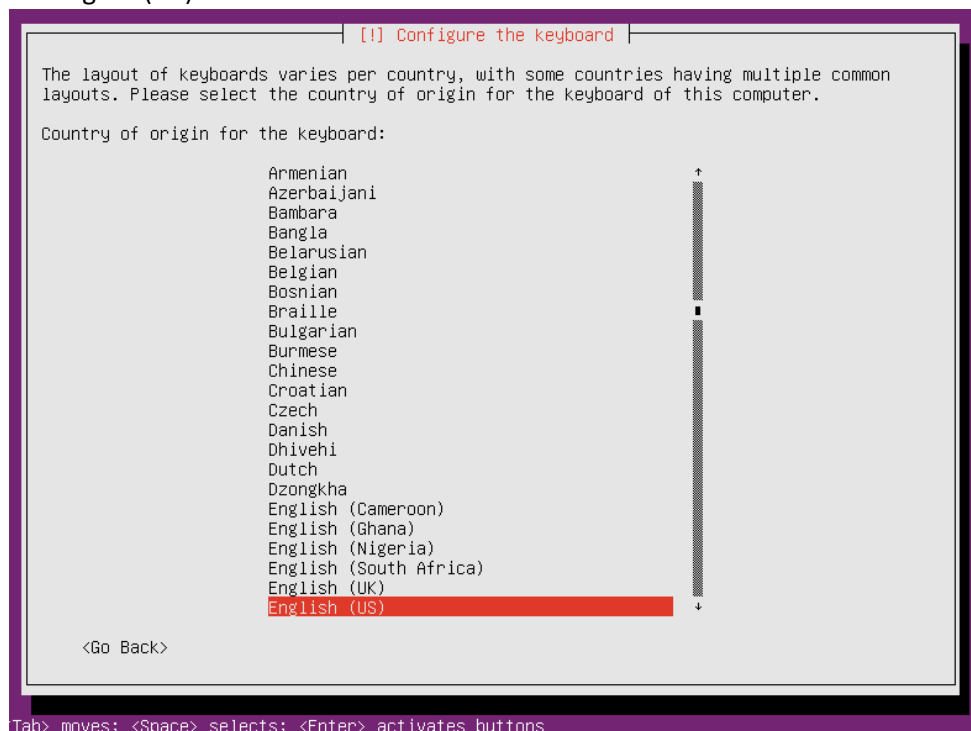 [!] Configure the keyboard
The layout of keyboards varies per country, with some countries having multiple common
layouts. Please select the country of origin for the keyboard of this computer.
Country of origin for the keyboard:
Armenian
Azerbaijani
Bambara
Bangla
Belarusian
Belgian
Bosnian
Braille
Bulgarian
Burmese
Chinese
Croatian
Czech
Danish
Dhivehi
Dutch
Dzongkha
English (Cameroon)
English (Ghana)
English (Nigeria)
English (South Africa)
English (UK)
English (US)
<Go Back>
<Tab> moves; <Space> selects; <Enter> activates buttons